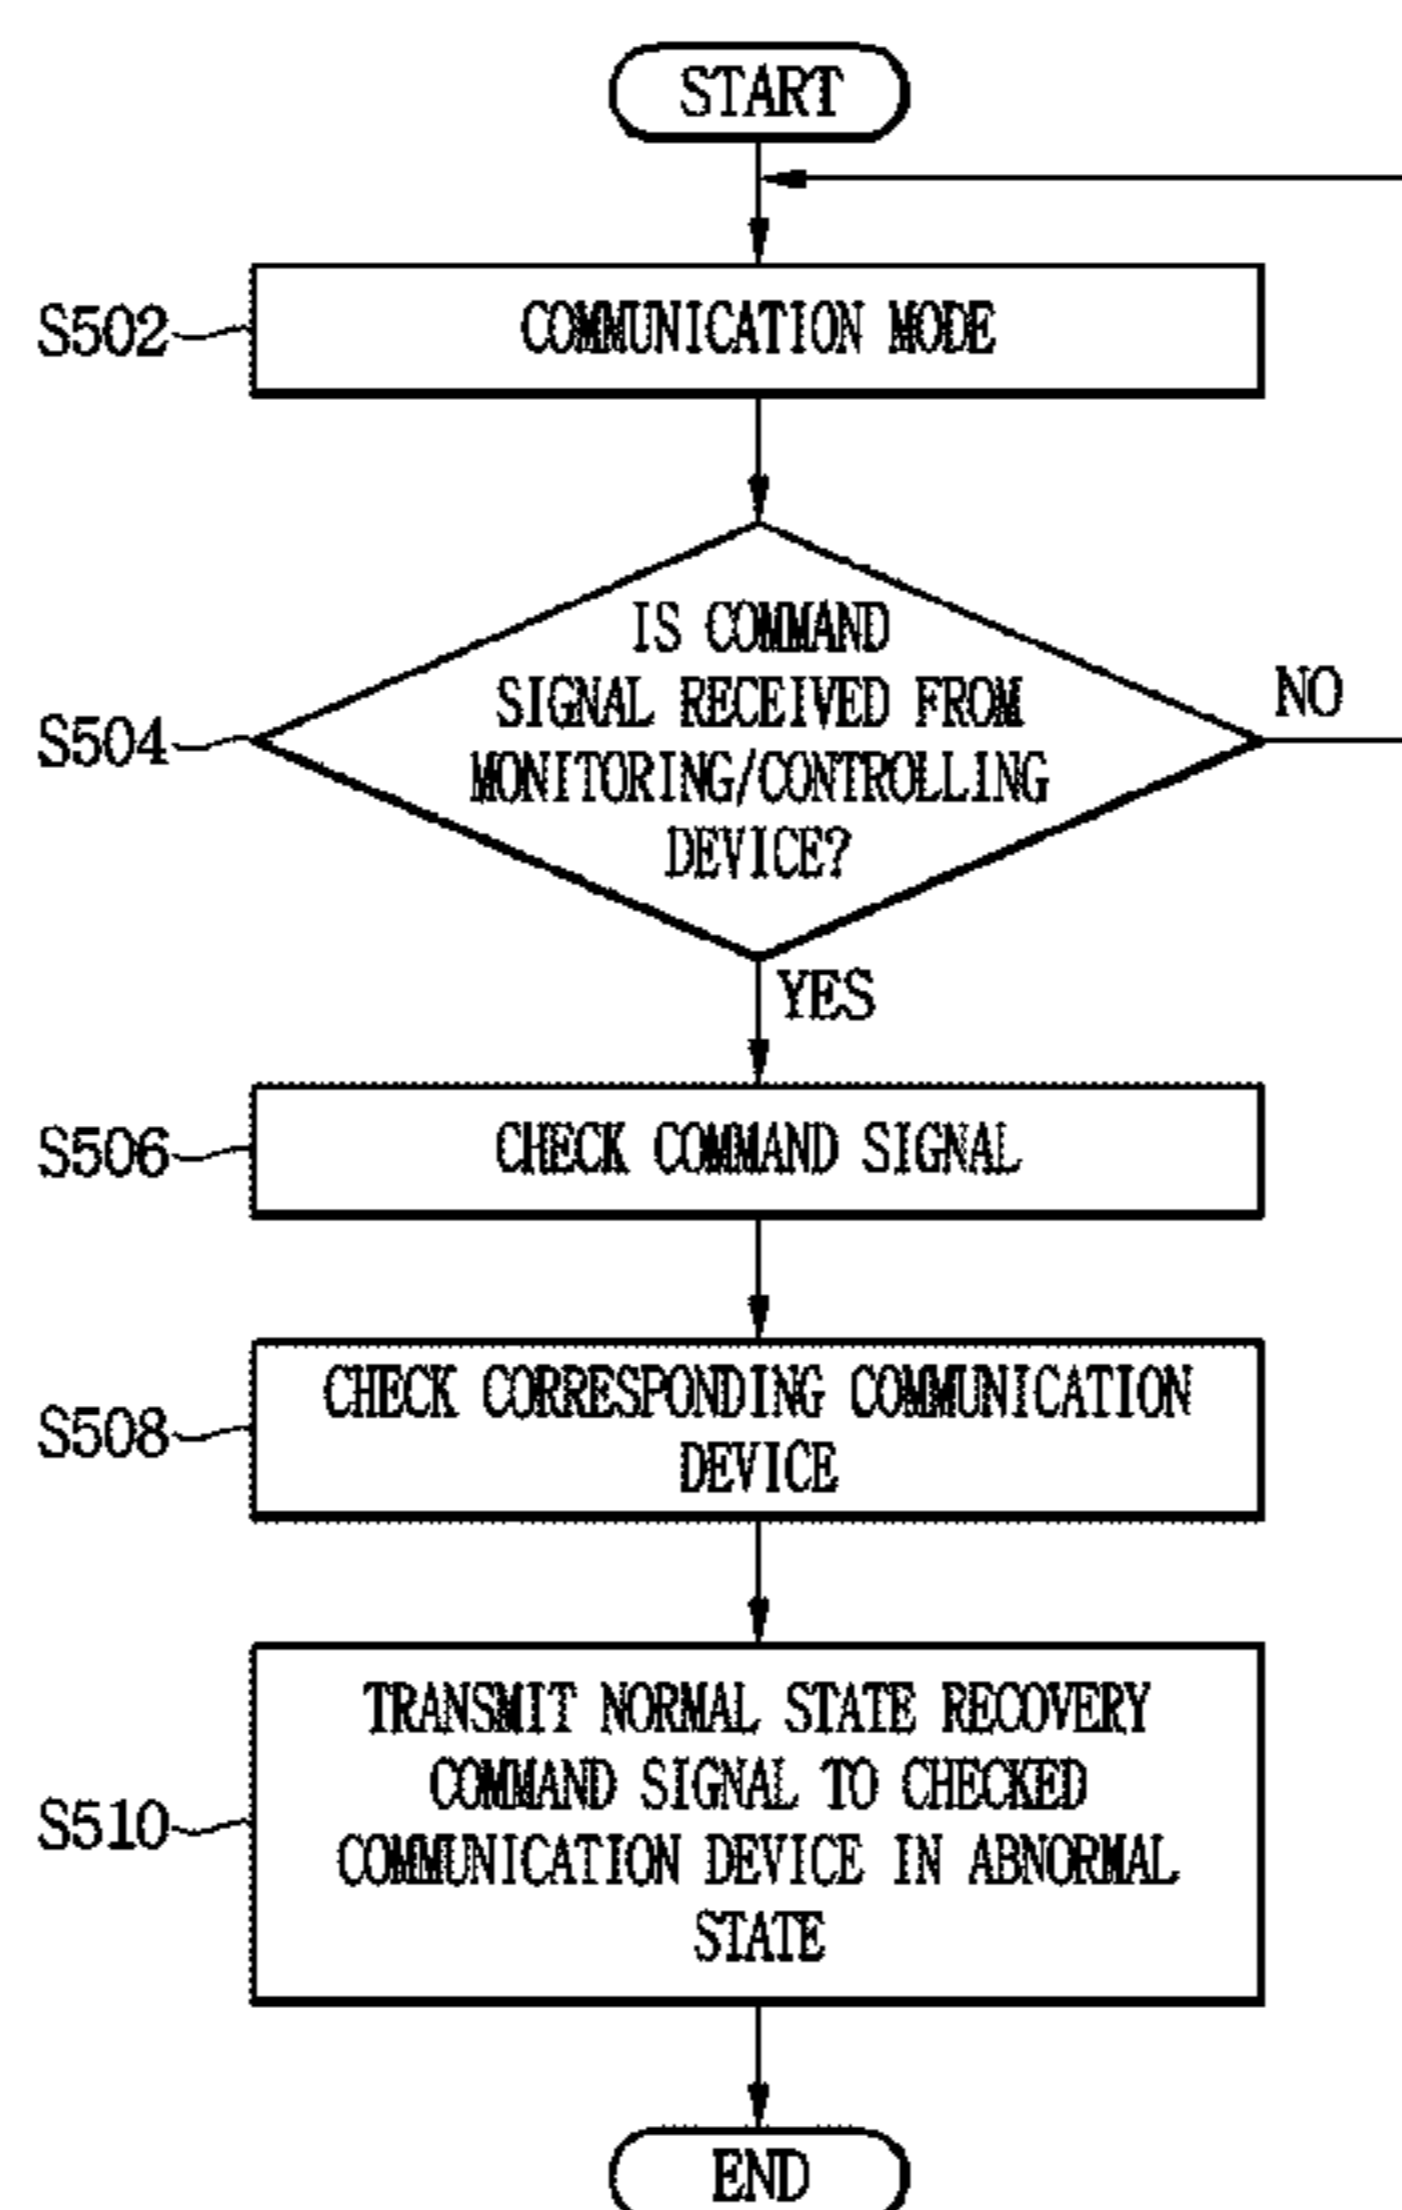 START
S502
COMMUNICATION MODE
S504
IS COMMAND
SIGNAL RECEIVED FROM
MONITORING/CONTROLLING
DEVICE?
NO
YES
S506
CHECK COMMAND SIGNAL
S508
CHECK CORRESPONDING COMMUNICATION
DEVICE
S510
TRANSMIT NORMAL STATE RECOVERY
COMMAND SIGNAL TO CHECKED
COMMUNICATION DEVICE IN ABNORMAL
STATE
END